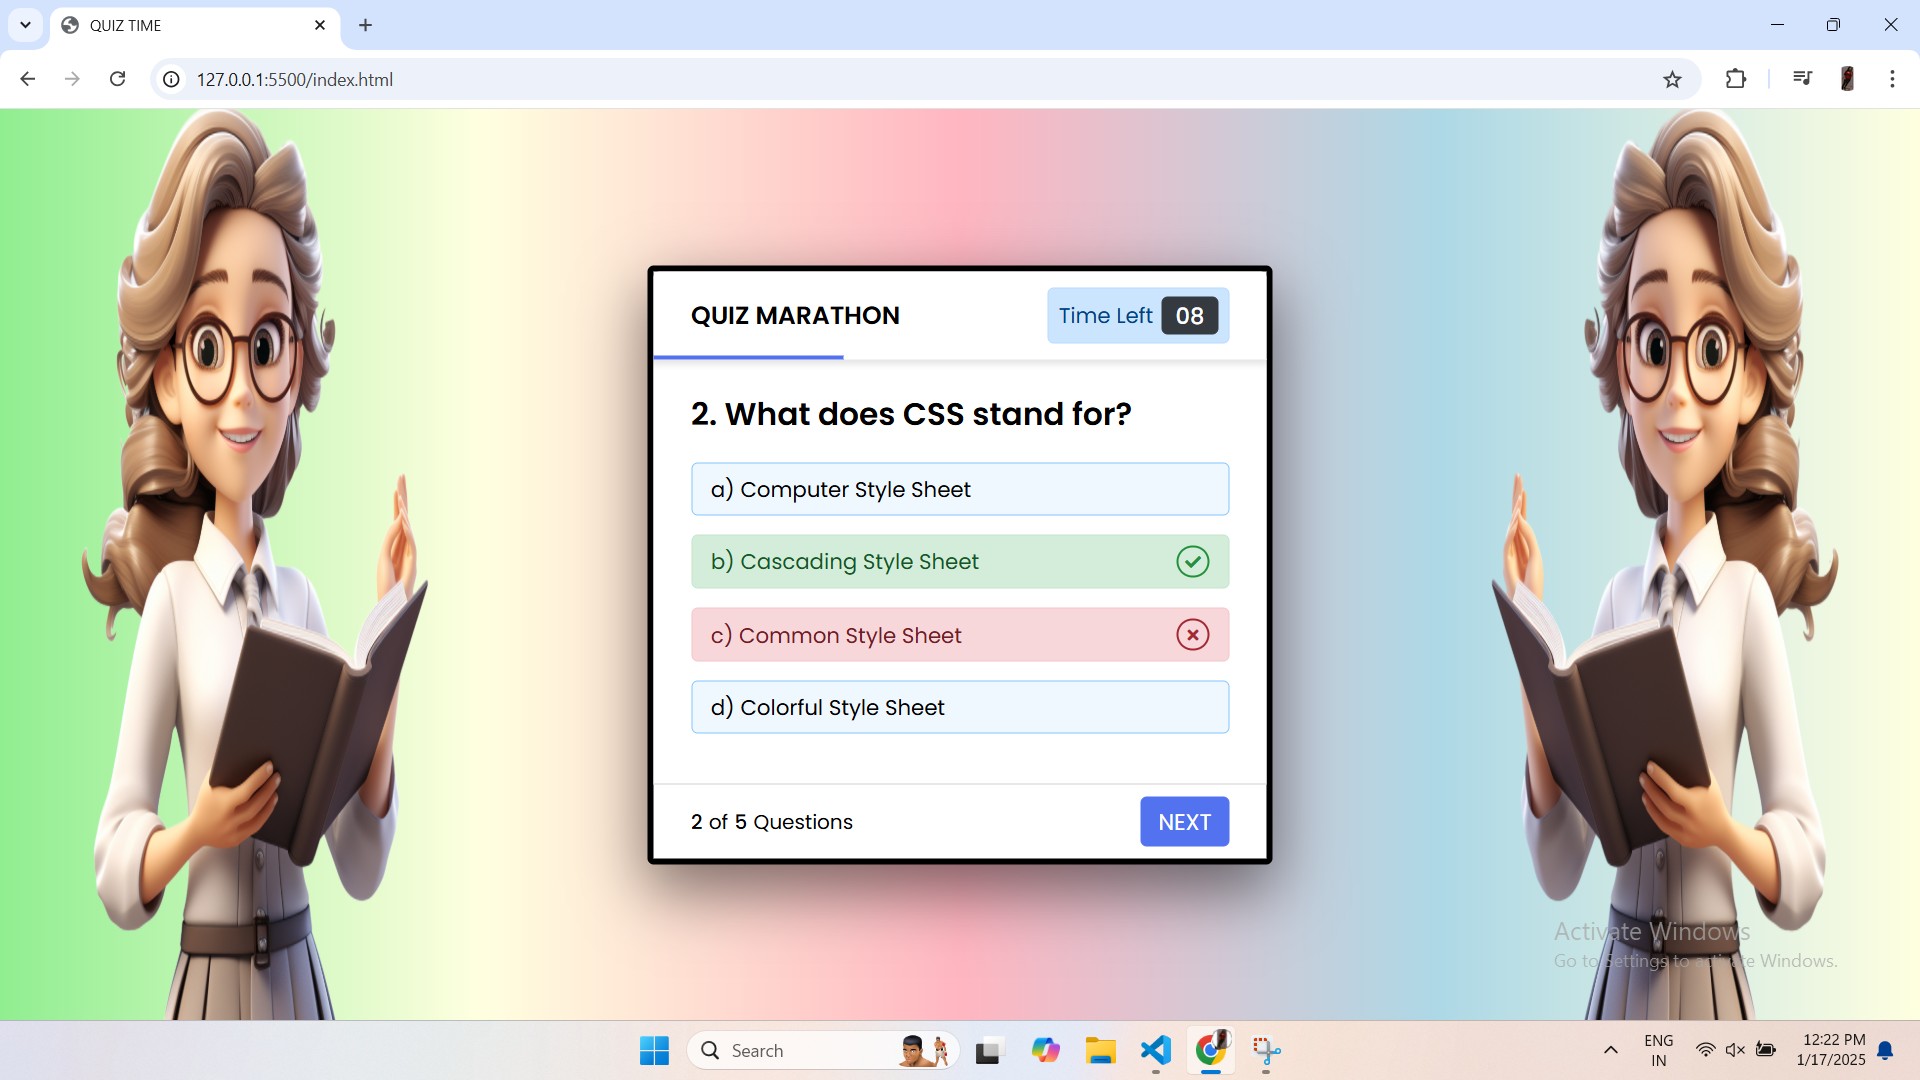 QUIZ TIME
127.0.0.1:5500/index.html
QUIZ MARATHON
Time Left 08
2. What does CSS stand for?
a) Computer Style Sheet
b) Cascading Style Sheet
c) Common Style Sheet
d) Colorful Style Sheet
2 of 5 Questions
NEXT
Activate Windows
Go to Settings to activate Windows.
Search
ENG
IN
12:22 PM
1/17/2025